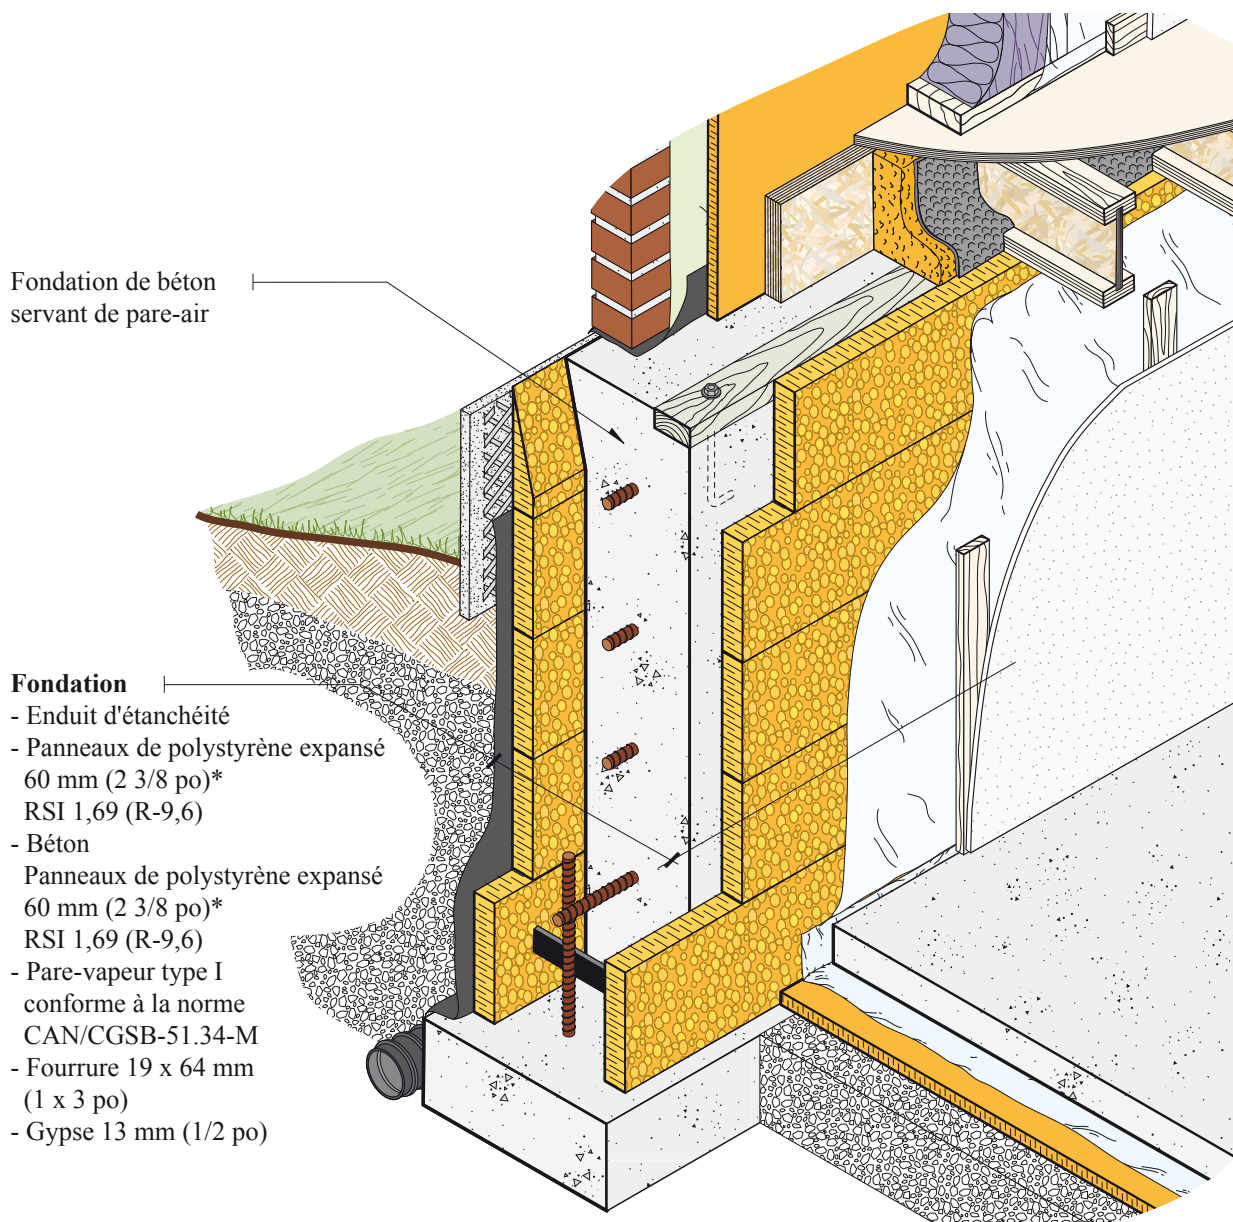 Fondation de béton
servant de pare-air
Fondation
- Enduit d'étanchéité
- Panneaux de polystyrène expansé
60 mm (2 3/8 po)*
RSI 1,69 (R-9,6)
- Béton
Panneaux de polystyrène expansé
60 mm (2 3/8 po)*
RSI 1,69 (R-9,6)
- Pare-vapeur type I
conforme à la norme
CAN/CGSB-51.34-M
- Fourrure 19 x 64 mm
(1 x 3 po)
- Gypse 13 mm (1/2 po)